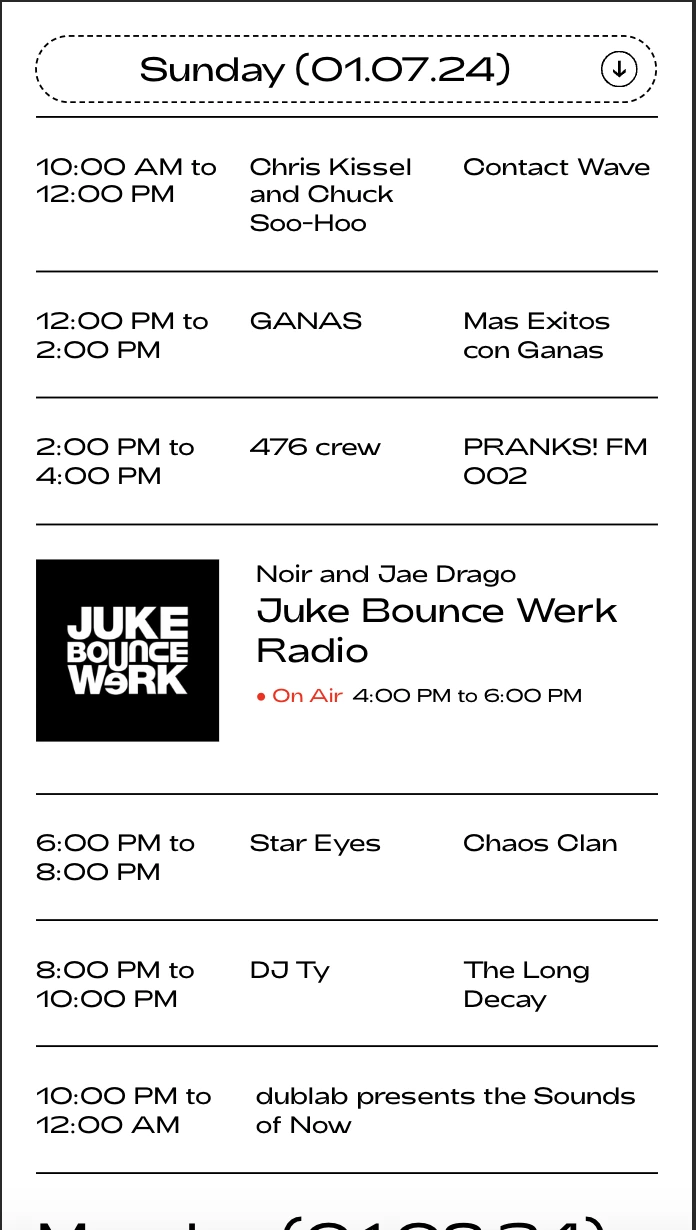 Sunday (01.07.24)
10:00 AM to
12:00 PM
Chris Kissel
and Chuck
Soo-Hoo
Contact Wave
12:00 PM to
2:00 PM
GANAS
Mas Exitos
con Ganas
2:00 PM to
4:00 PM
476 crew
PRANKS! FM
002
JUKE
BOUNCE
WeRK
Noir and Jae Drago
Juke Bounce Werk
Radio
• On Air 4:00 PM to 6:00 PM
6:00 PM to
8:00 PM
Star Eyes
Chaos Clan
8:00 PM to
10:00 PM
DJ Ty
The Long
Decay
10:00 PM to
12:00 AM
dublab presents the Sounds
of Now